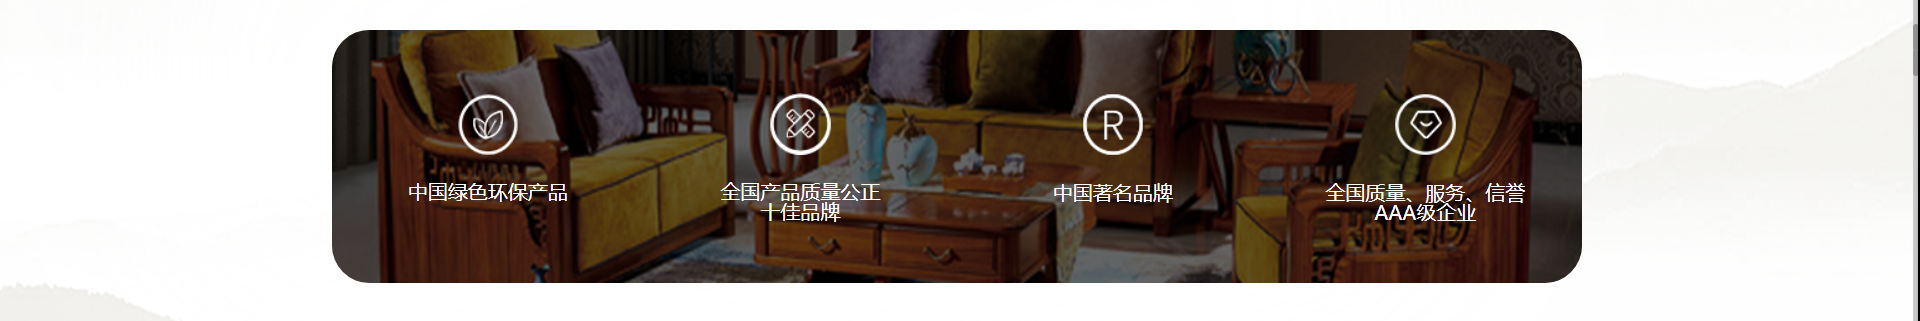 中国绿色环保产品
全国产品质量公正
十佳品牌
R
中国著名品牌
全国质量、服务、信誉
AAA级企业